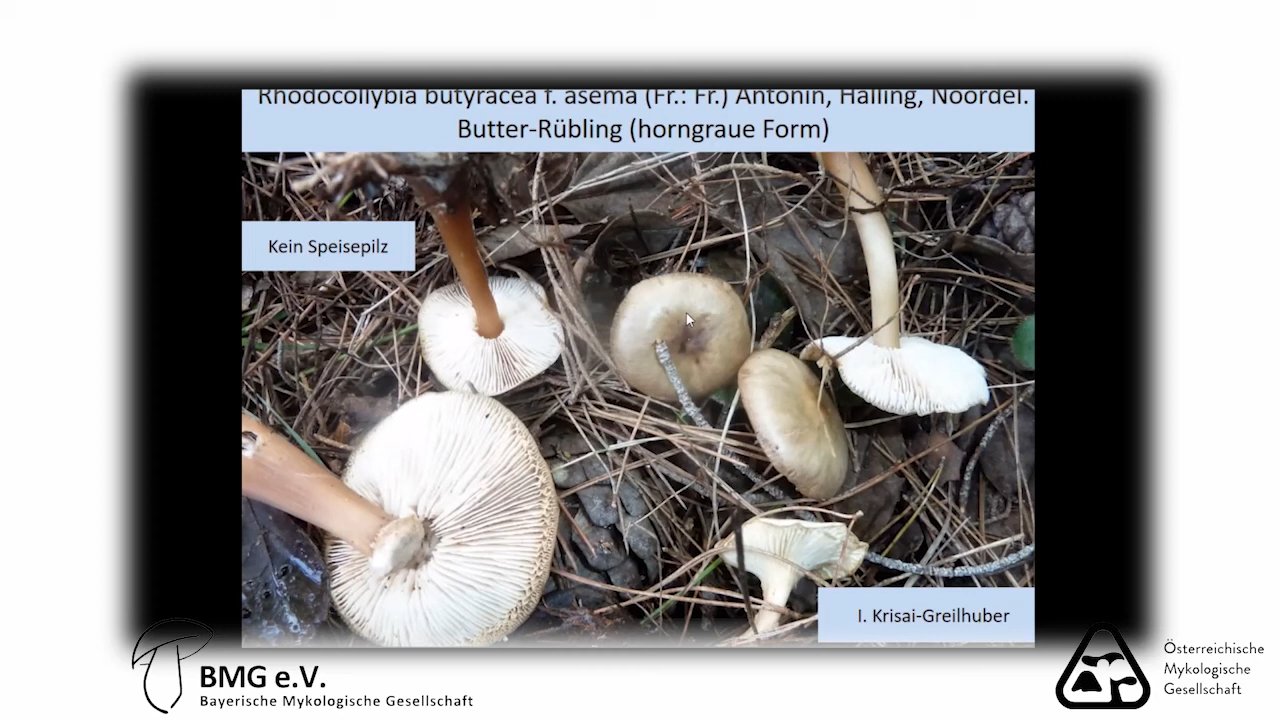 Rhodocollybia butyracea f. asema (Fr.: Fr.) Antonín, Halling, Noordel.
Butter-Rübling (horngraue Form)
Kein Speisepilz
I. Krisai-Greilhuber
BMG e.V.
Bayerische Mykologische Gesellschaft
Österreichische
Mykologische
Gesellschaft